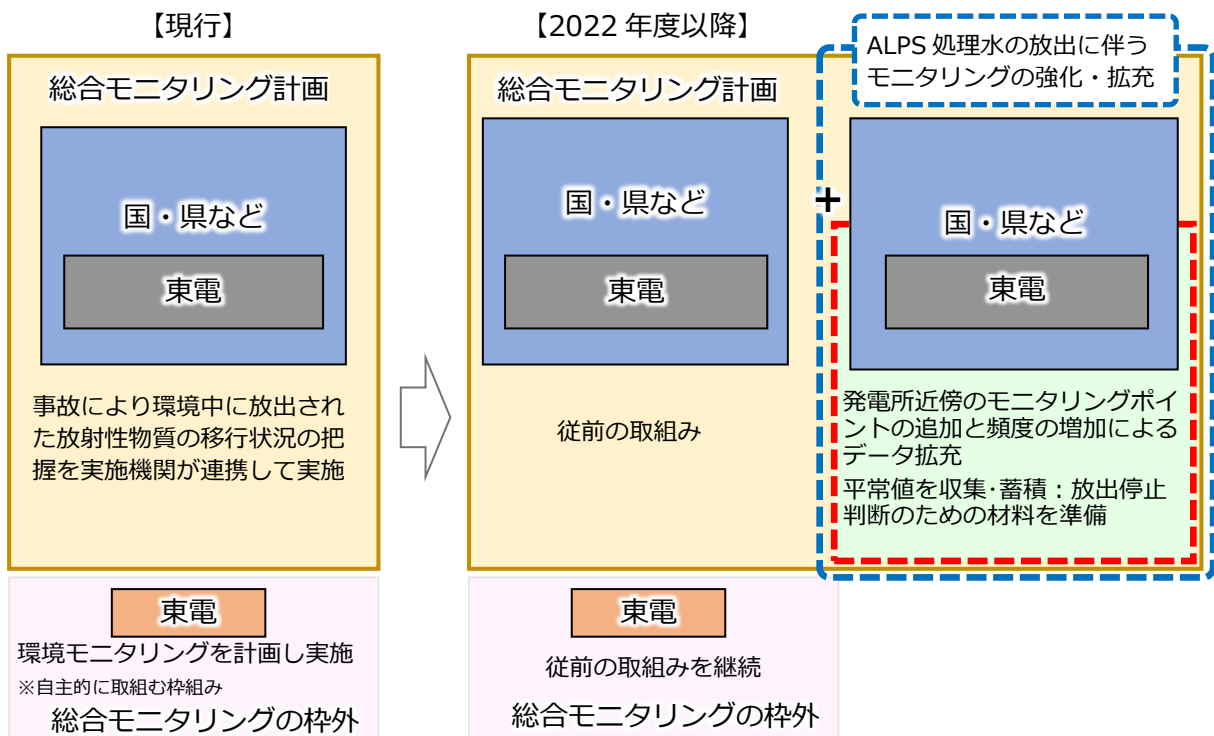 【現行】
総合モニタリング計画
国・県など
東電
事故により環境中に放出され
た放射性物質の移行状況の把
握を実施機関が連携して実施
東電
環境モニタリングを計画し実施
※自主的に取組む枠組み
総合モニタリングの枠外
【2022 年度以降】
総合モニタリング計画
国・県など
東電
従前の取組み
東電
従前の取組みを継続
総合モニタリングの枠外
+
ALPS 処理水の放出に伴う
モニタリングの強化・拡充
国・県など
東電
発電所近傍のモニタリングポイ
ントの追加と頻度の増加による
データ拡充
平常値を収集・蓄積：放出停止
判断のための材料を準備